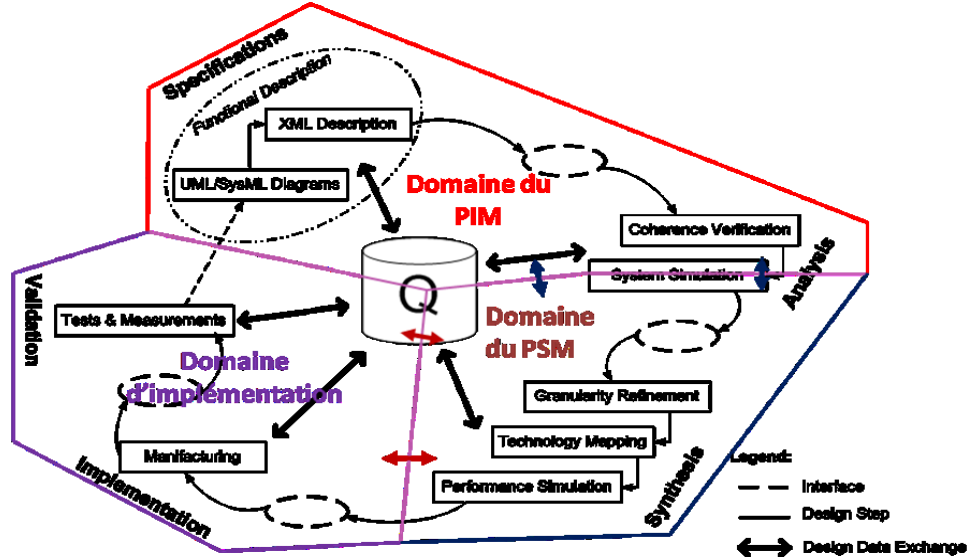 Specifications
Functional Description
XML Description
UML/SysML Diagrams
Domaine du
PIM
Coherence Verification
System Simulation
Analysis
Q
Validation
Tests & Measurements
Domaine
du PSM
Domaine
d'implémentation
Granularity Refinement
Technology Mapping
Manifacturing
Performance Simulation
Synthesis
Implementation
Legend:
Interface
Design Step
Design Data Exchange